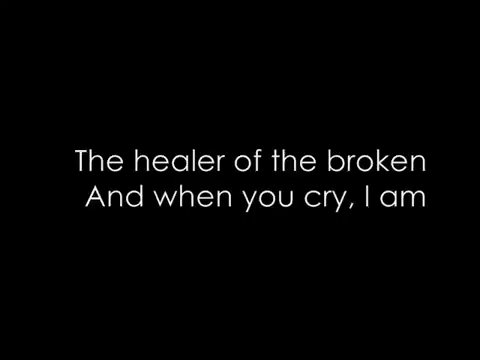 The healer of the broken
And when you cry, I am